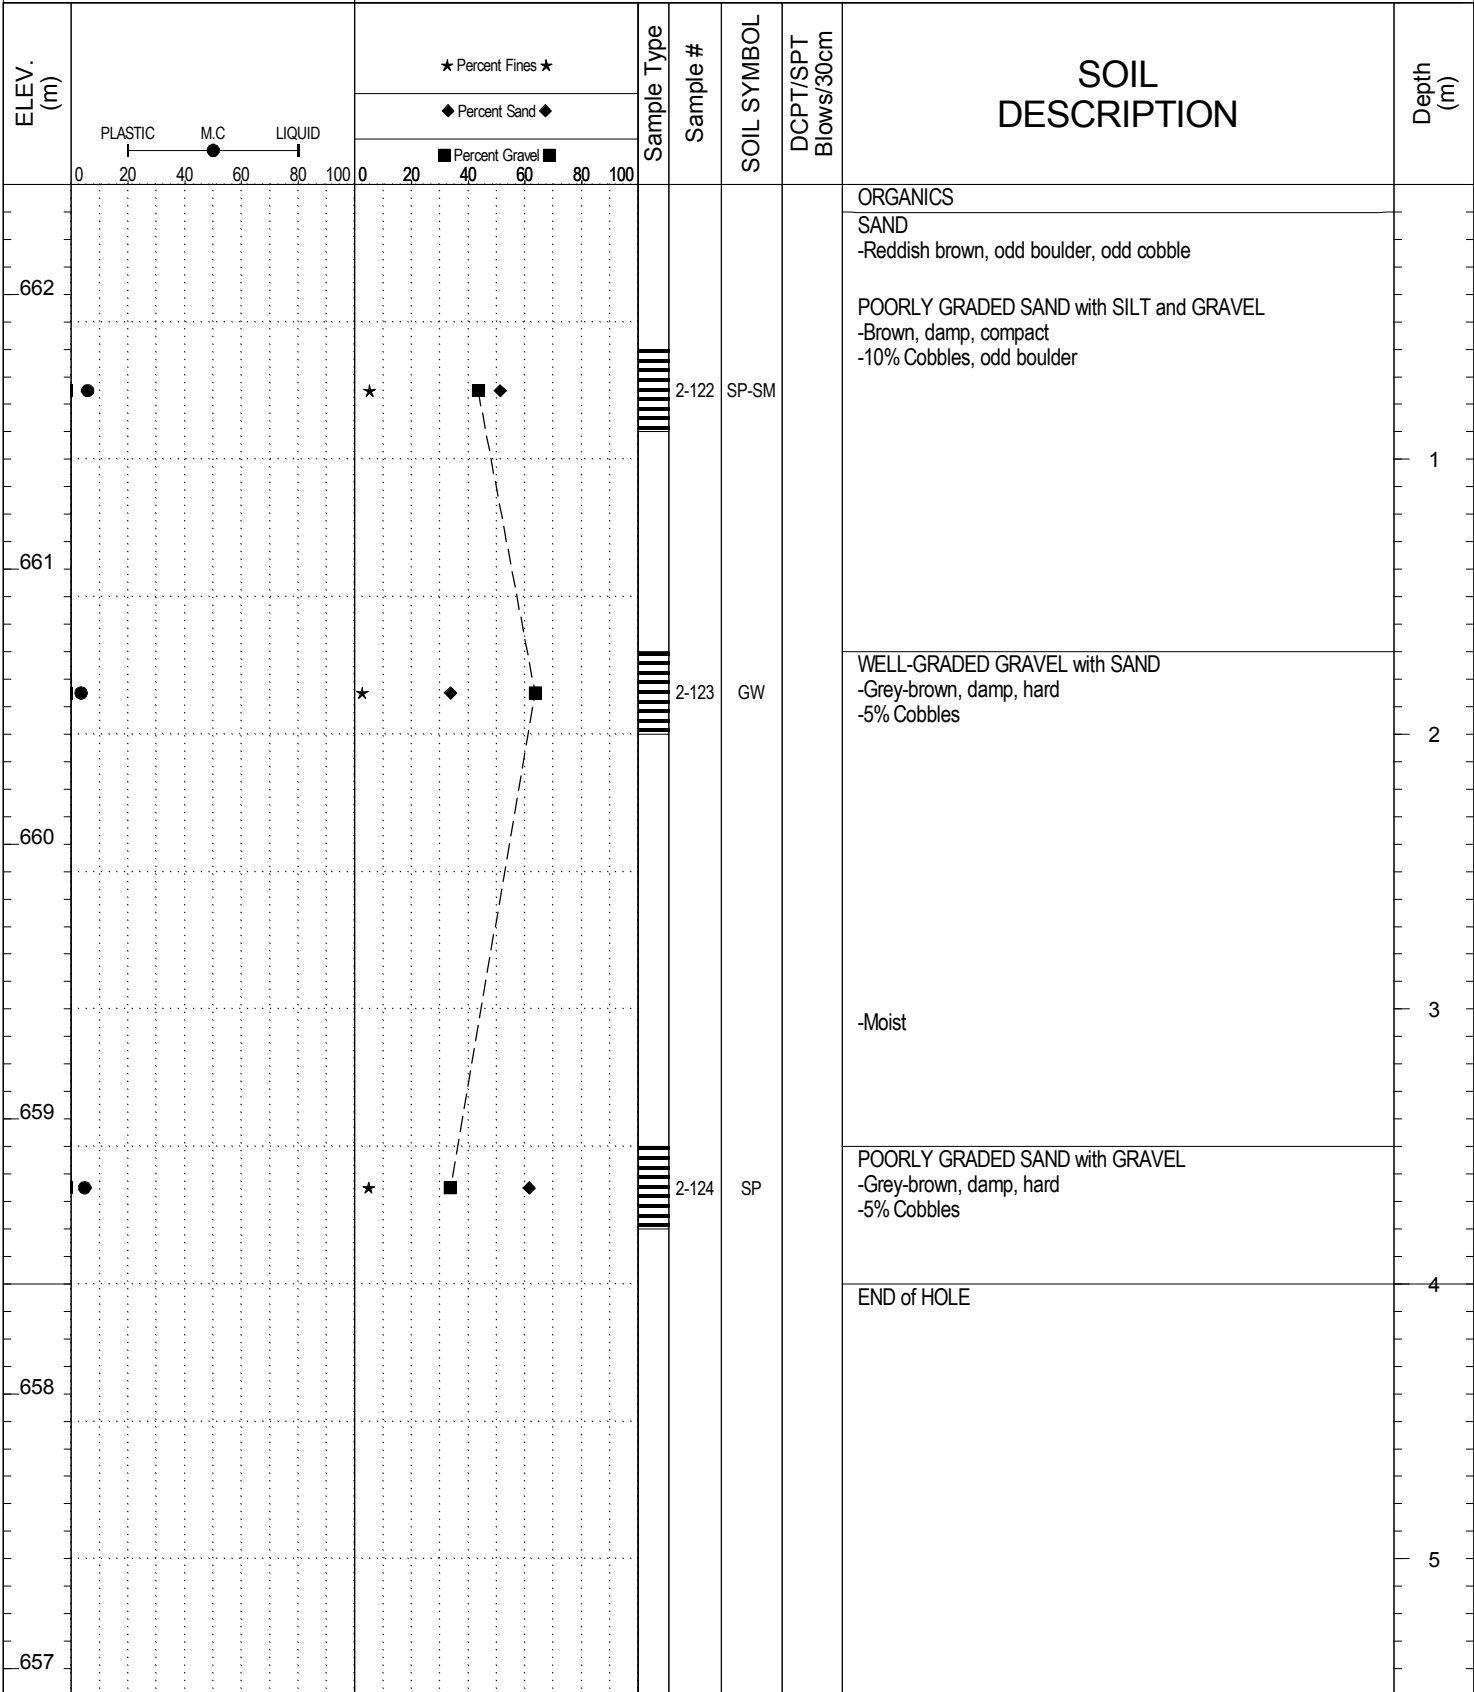 ELEV.
(m)
PLASTIC M.C LIQUID
0 20 40 60 80 100
★ Percent Fines ★
◆ Percent Sand ◆
■ Percent Gravel ■
0 20 40 60 80 100
Sample Type
Sample #
SOIL SYMBOL
DCPT/SPT
Blows/30cm
SOIL
DESCRIPTION
Depth
(m)
ORGANICS
SAND
-Reddish brown, odd boulder, odd cobble
662
POORLY GRADED SAND with SILT and GRAVEL
-Brown, damp, compact
-10% Cobbles, odd boulder
2-122 SP-SM
1
661
WELL-GRADED GRAVEL with SAND
-Grey-brown, damp, hard
2-123 GW
-5% Cobbles
2
660
3
-Moist
659
POORLY GRADED SAND with GRAVEL
-Grey-brown, damp, hard
2-124 SP
-5% Cobbles
4
END of HOLE
658
5
657